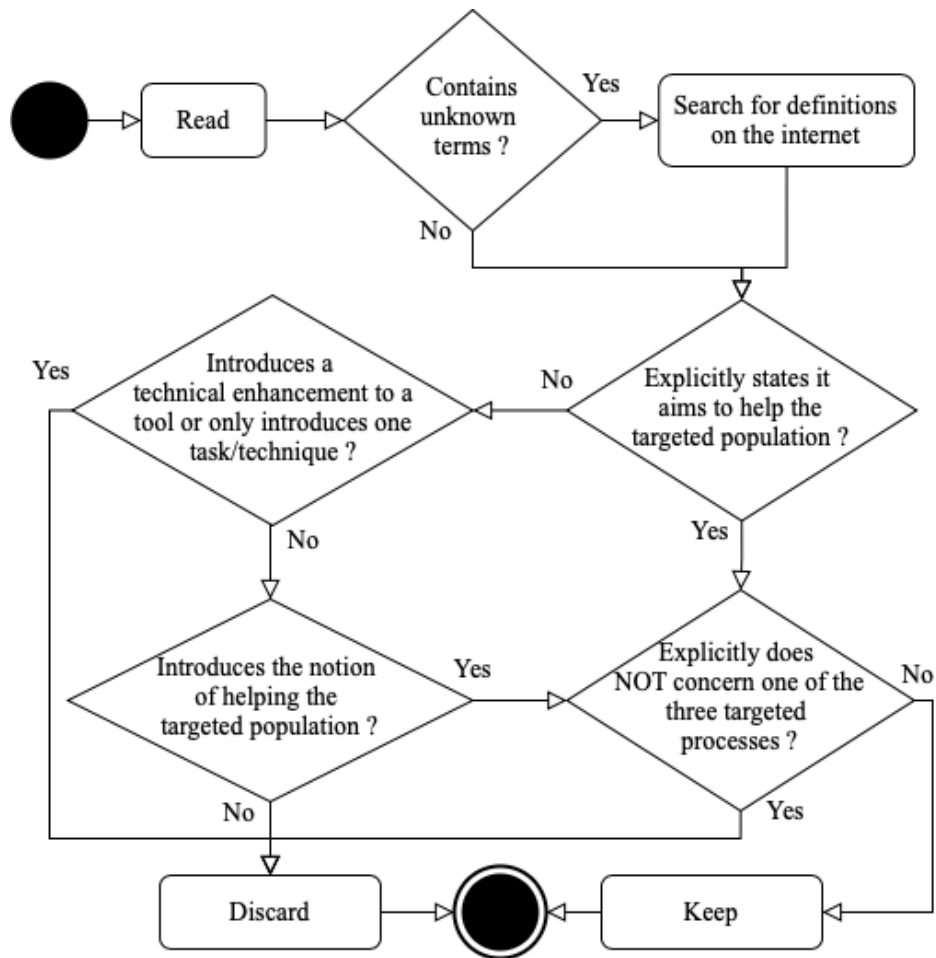 Read
Contains
unknown
terms ?
Yes
Search for definitions
on the internet
No
Yes
Introduces a
technical enhancement to a
tool or only introduces one
task/technique ?
No
Explicitly states it
aims to help the
targeted population ?
No
Yes
Introduces the notion
of helping the
targeted population ?
Yes
Explicitly does
NOT concern one of the
three targeted
processes ?
No
No
Yes
Discard
Keep